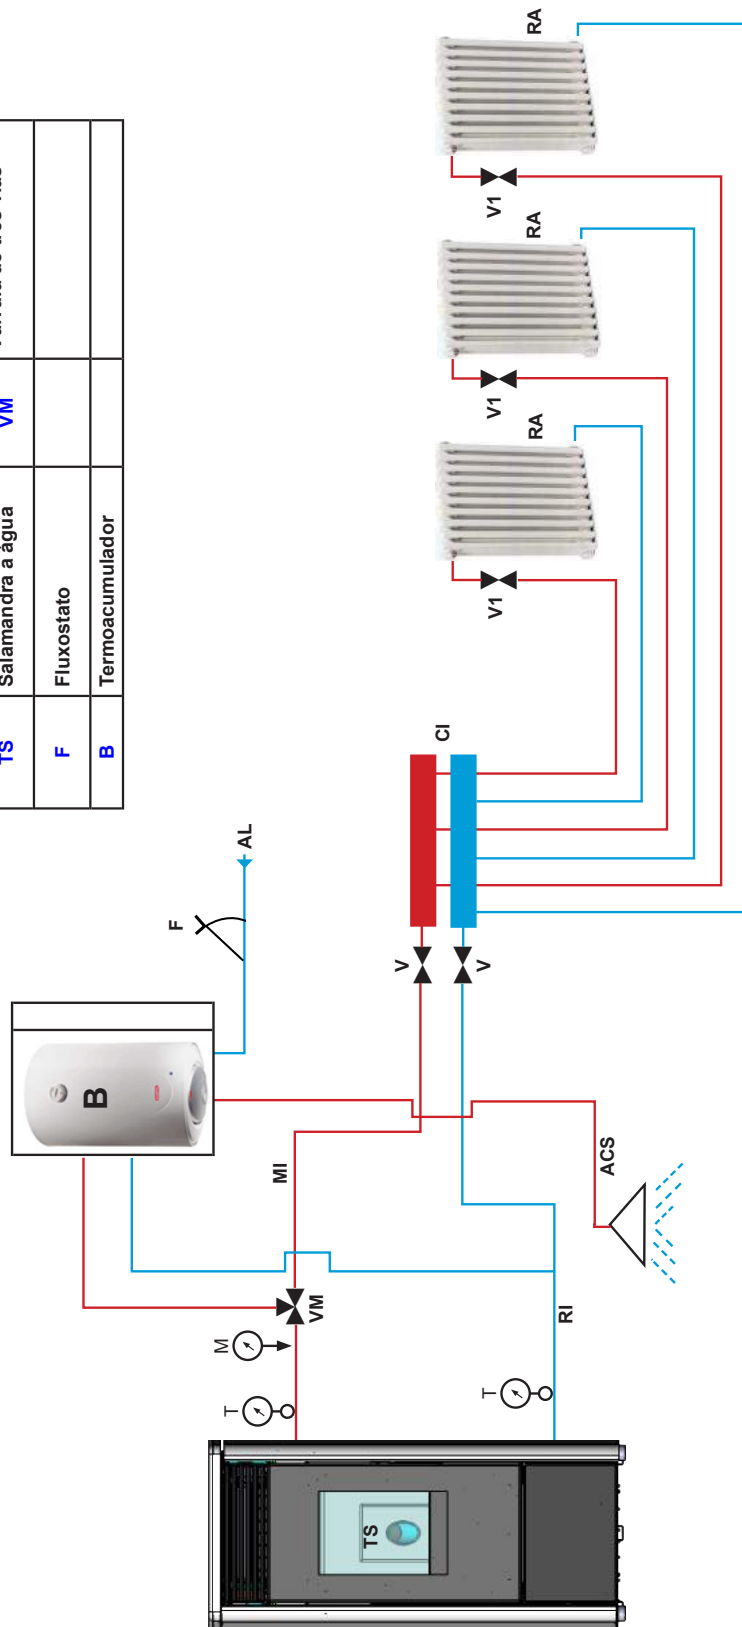 TS Salamandra a água VM
F Fluxostato
B Termoacumulador
RA
V1
RA
V1
RA
V1
CI
AL
F
V
V
B
MI
ACS
VM
M
RI
T
T
TS